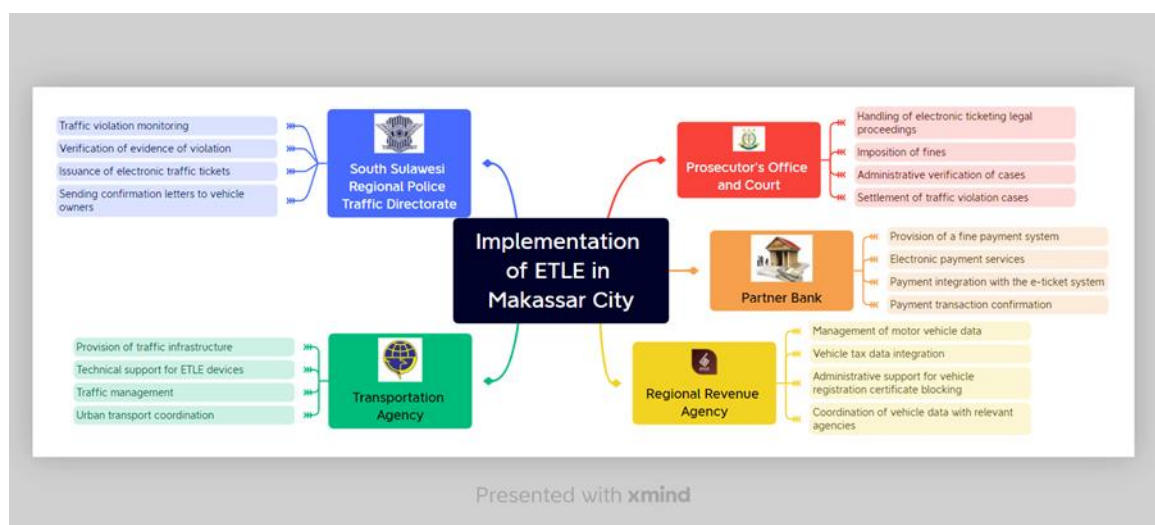 Traffic violation monitoring
Verification of evidence of violation
Issuance of electronic traffic tickets
Sending confirmation letters to vehicle
owners
South Sulawesi
Regional Police
Traffic Directorate
Implementation
of ETLE in
Makassar City
Provision of traffic infrastructure
Technical support for ETLE devices
Traffic management
Urban transport coordination
Transportation
Agency
Prosecutor's Office
and Court
Handling of electronic ticketing legal
proceedings
Imposition of fines
Administrative verification of cases
Settlement of traffic violation cases
Partner Bank
Provision of a fine payment system
Electronic payment services
Payment integration with the e-ticket system
Payment transaction confirmation
Regional Revenue
Agency
Management of motor vehicle data
Vehicle tax data integration
Administrative support for vehicle
registration certificate blocking
Coordination of vehicle data with relevant
agencies
Presented with xmind